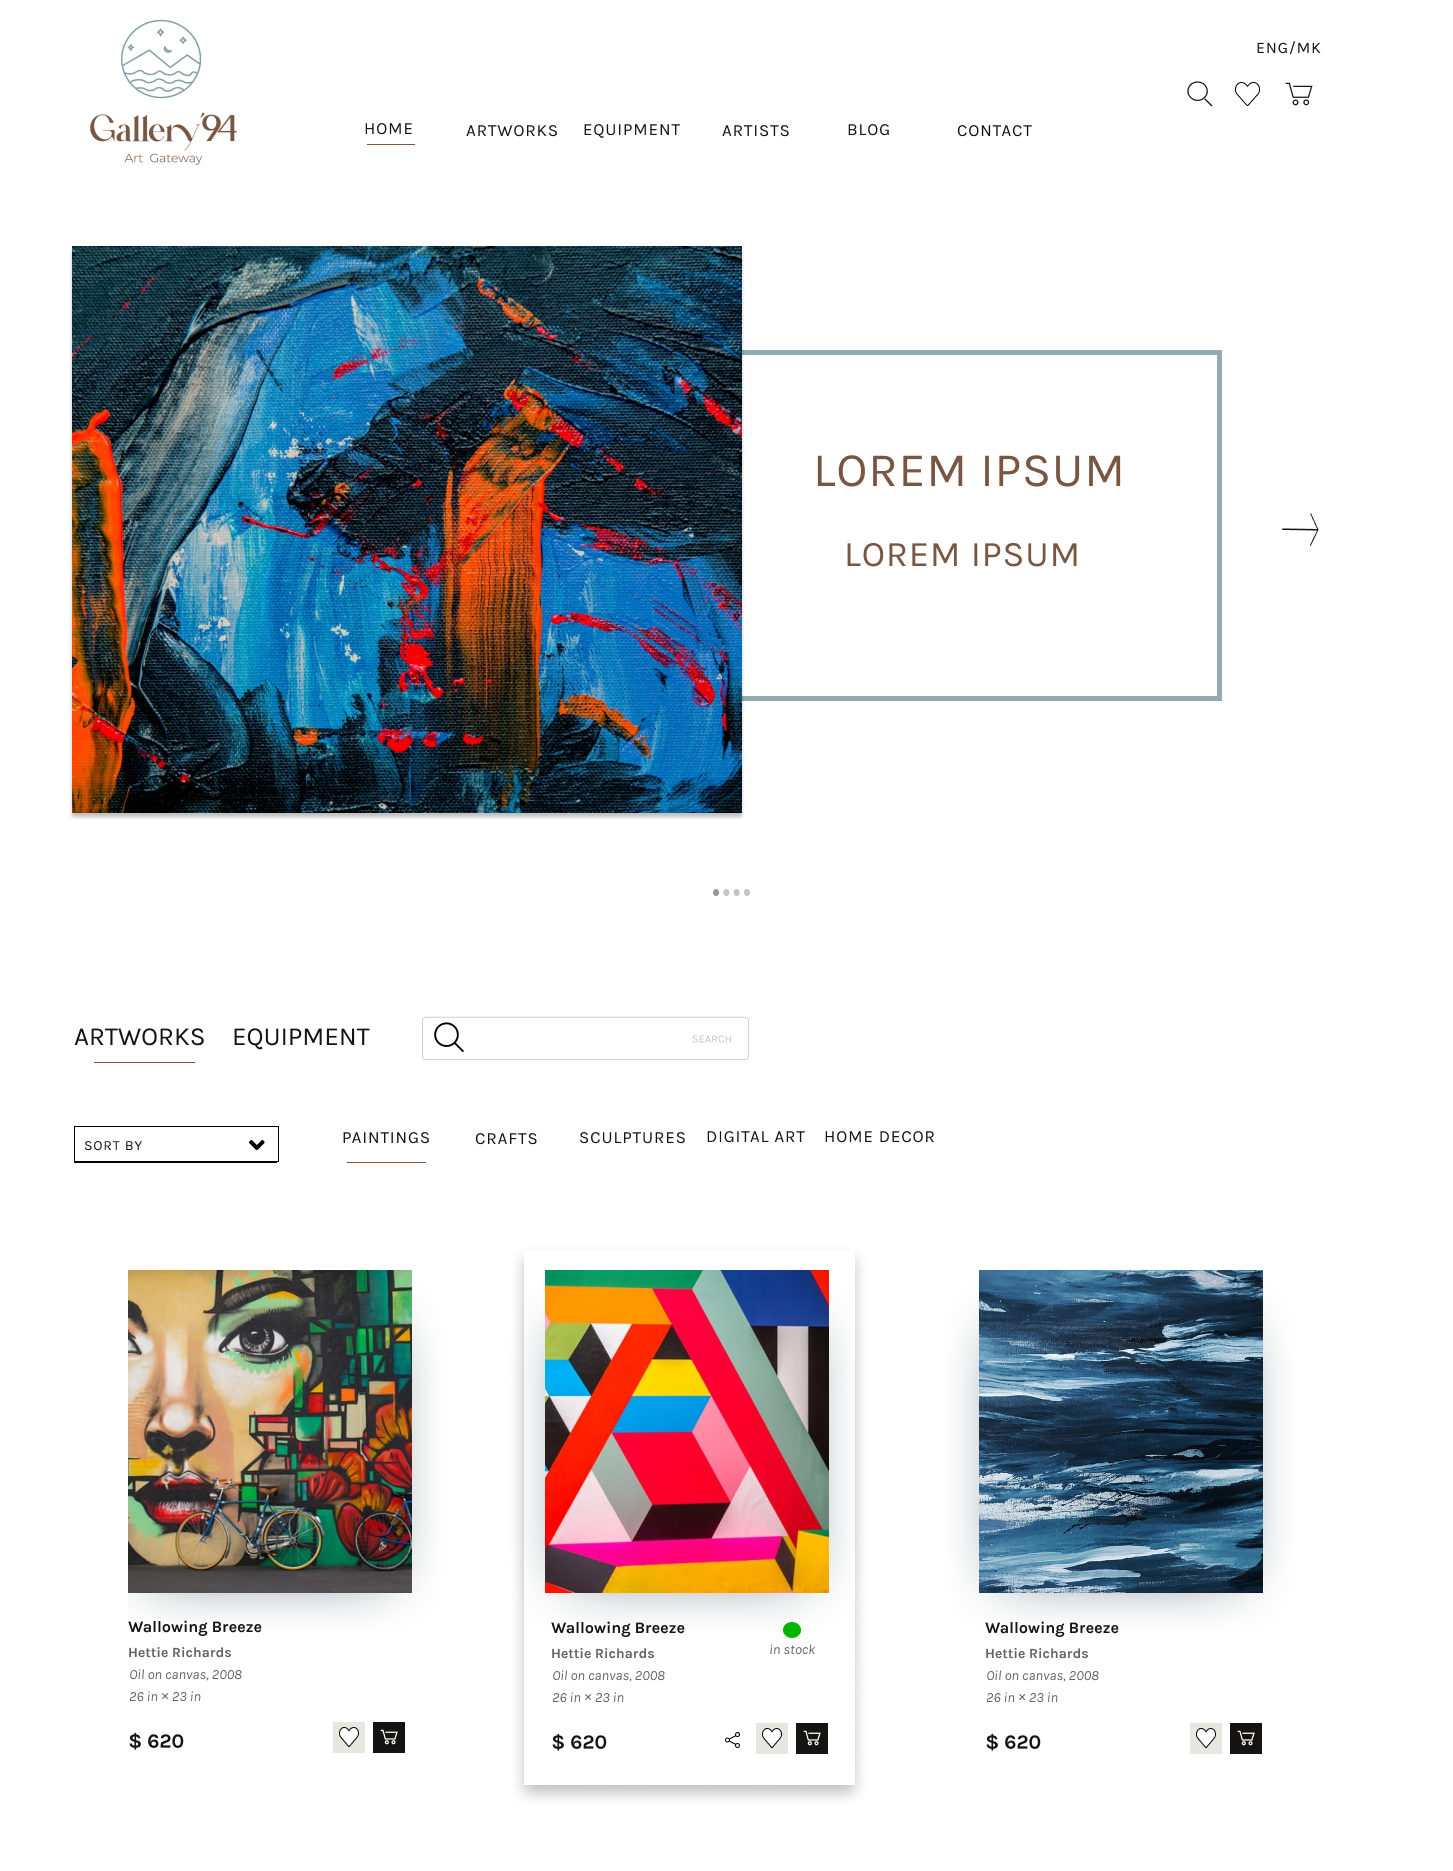 ENG/MK
Gallery'94
Art Gateway
HOME ARTWORKS EQUIPMENT ARTISTS BLOG CONTACT
LOREM IPSUM
LOREM IPSUM
ARTWORKS EQUIPMENT SEARCH
SORT BY PAINTINGS CRAFTS SCULPTURES DIGITAL ART HOME DECOR
Wallowing Breeze
Hettie Richards
Oil on canvas, 2008
26 in × 23 in
$ 620
Wallowing Breeze
in stock
Hettie Richards
Oil on canvas, 2008
26 in × 23 in
$ 620
Wallowing Breeze
Hettie Richards
Oil on canvas, 2008
26 in × 23 in
$ 620